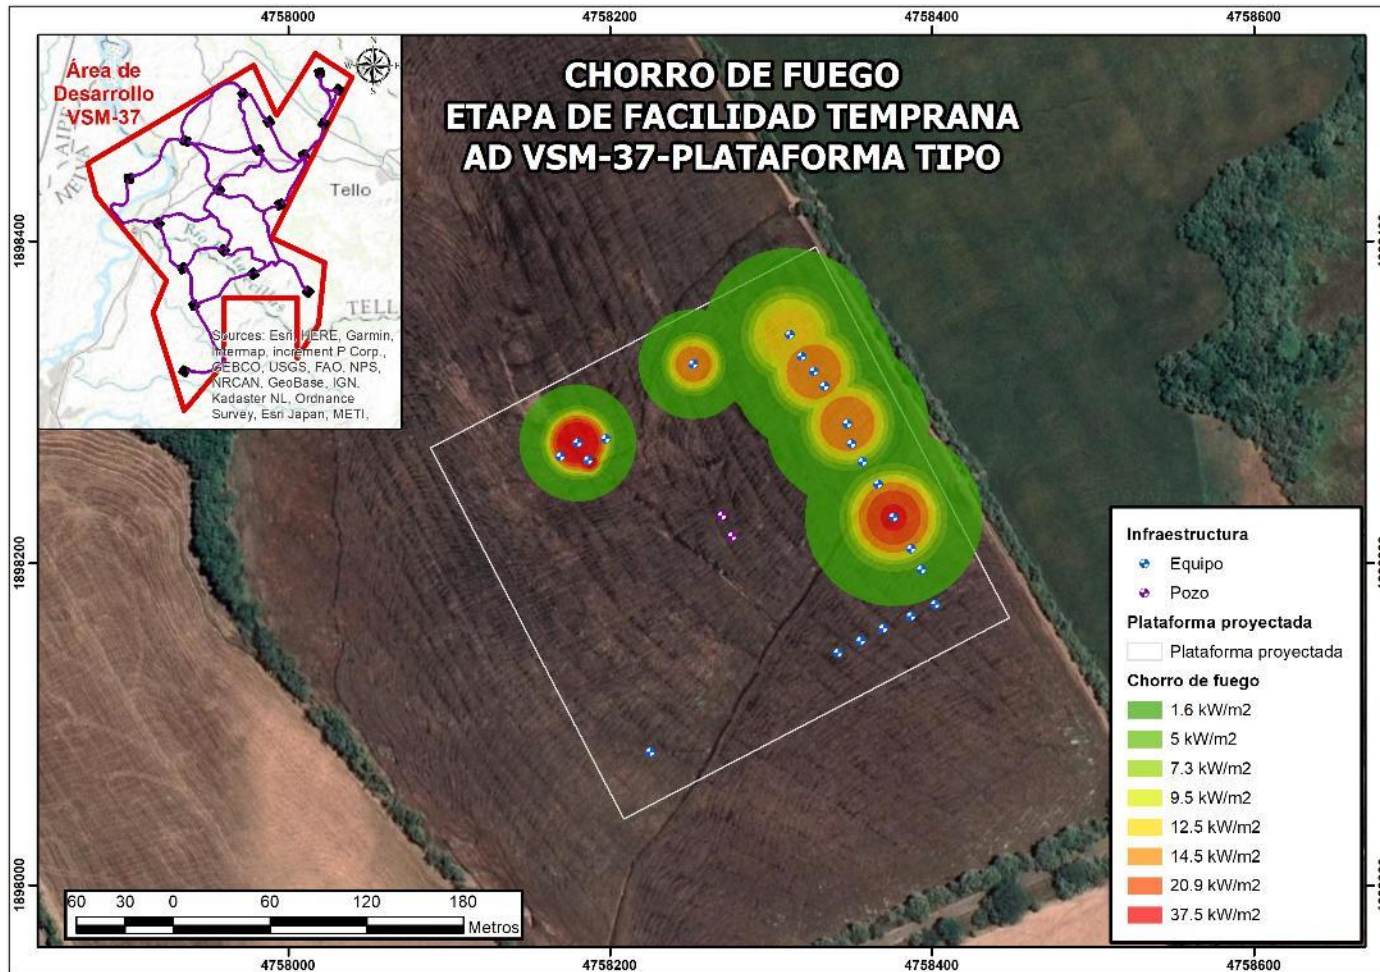 4758000
4758200
4758400
4758600
Área de
Desarrollo
VSM-37
N
W
E
S
CHORRO DE FUEGO
ETAPA DE FACILIDAD TEMPRANA
AD VSM-37-PLATAFORMA TIPO
Tello
TELL
Sources: Esri, HERE, Garmin,
Intermap, increment P Corp.,
GEBCO, USGS, FAO, NPS,
NRCAN, GeoBase, IGN,
Kadaster NL, Ordnance
Survey, Esri Japan, METI,
1898400
1898200
1898000
Infraestructura
Equipo
Pozo
Plataforma proyectada
Plataforma proyectada
Chorro de fuego
1.6 kW/m2
5 kW/m2
7.3 kW/m2
9.5 kW/m2
12.5 kW/m2
14.5 kW/m2
20.9 kW/m2
37.5 kW/m2
60 30 0 60 120 180
Metros
4758000
4758200
4758400
4758600